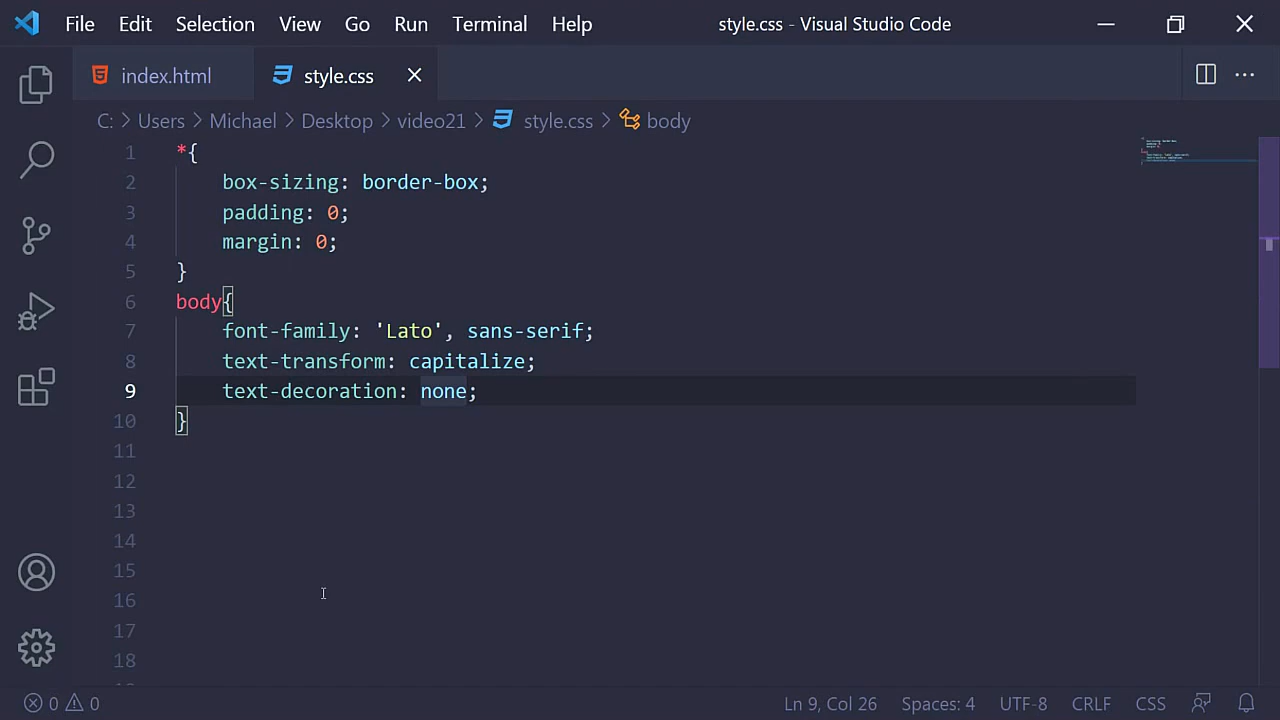 File Edit Selection View Go Run Terminal Help style.css - Visual Studio Code
index.html style.css
C: > Users > Michael > Desktop > video21 > style.css > body
1 *{
2 box-sizing: border-box;
3 padding: 0;
4 margin: 0;
5 }
6 body{
7 font-family: 'Lato', sans-serif;
8 text-transform: capitalize;
9 text-decoration: none;
10 }
11
12
13
14
15
16
17
18
0 0 Ln 9, Col 26 Spaces: 4 UTF-8 CRLF CSS